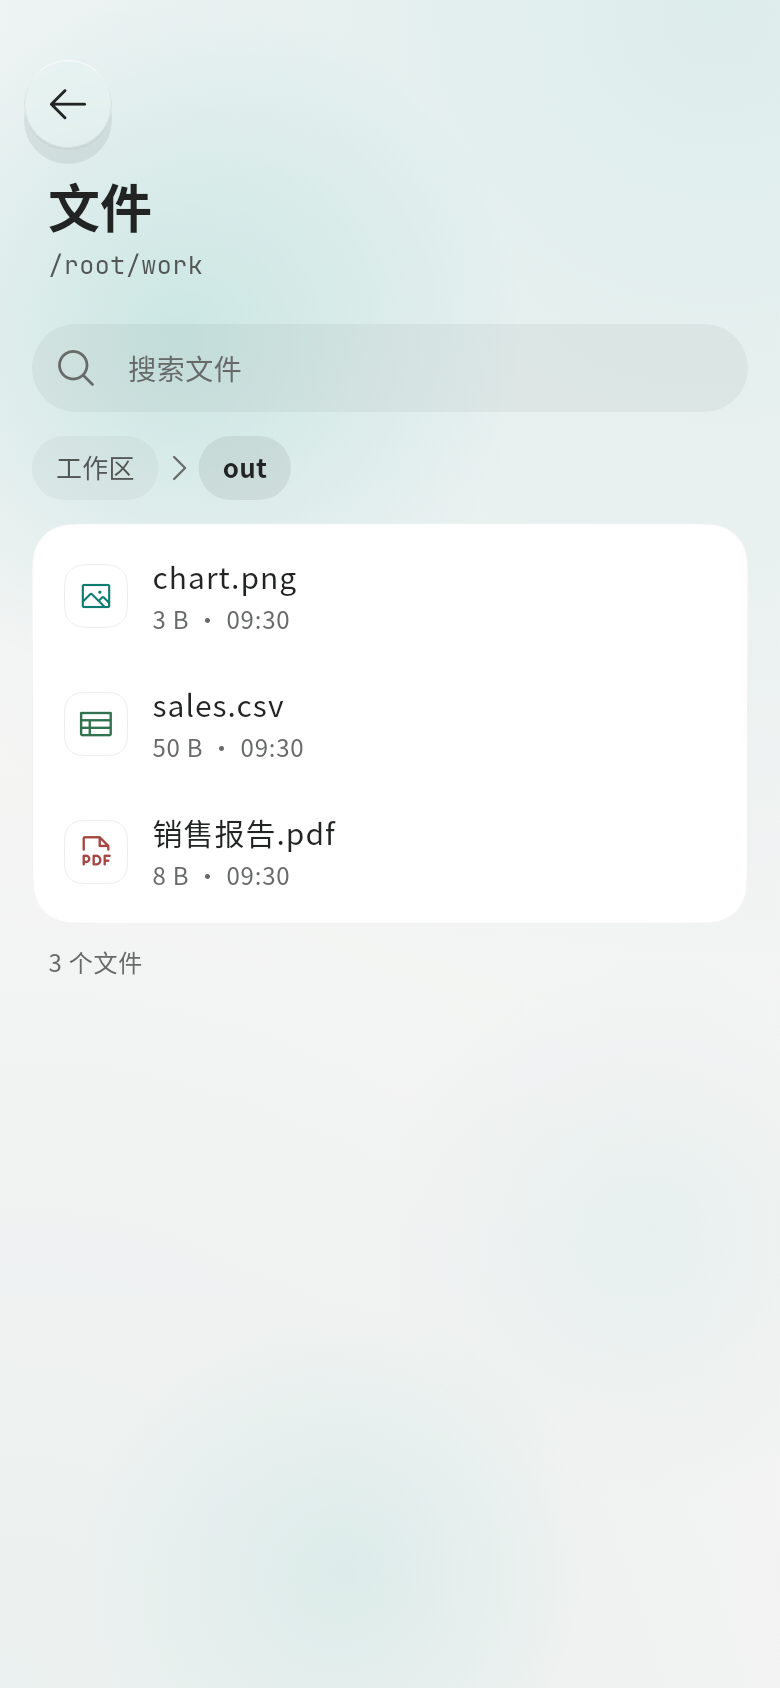 文件
/root/work
搜索文件
工作区 out
chart.png
3 B • 09:30
sales.csv
50 B • 09:30
PDF
销售报告.pdf
8 B • 09:30
3 个文件